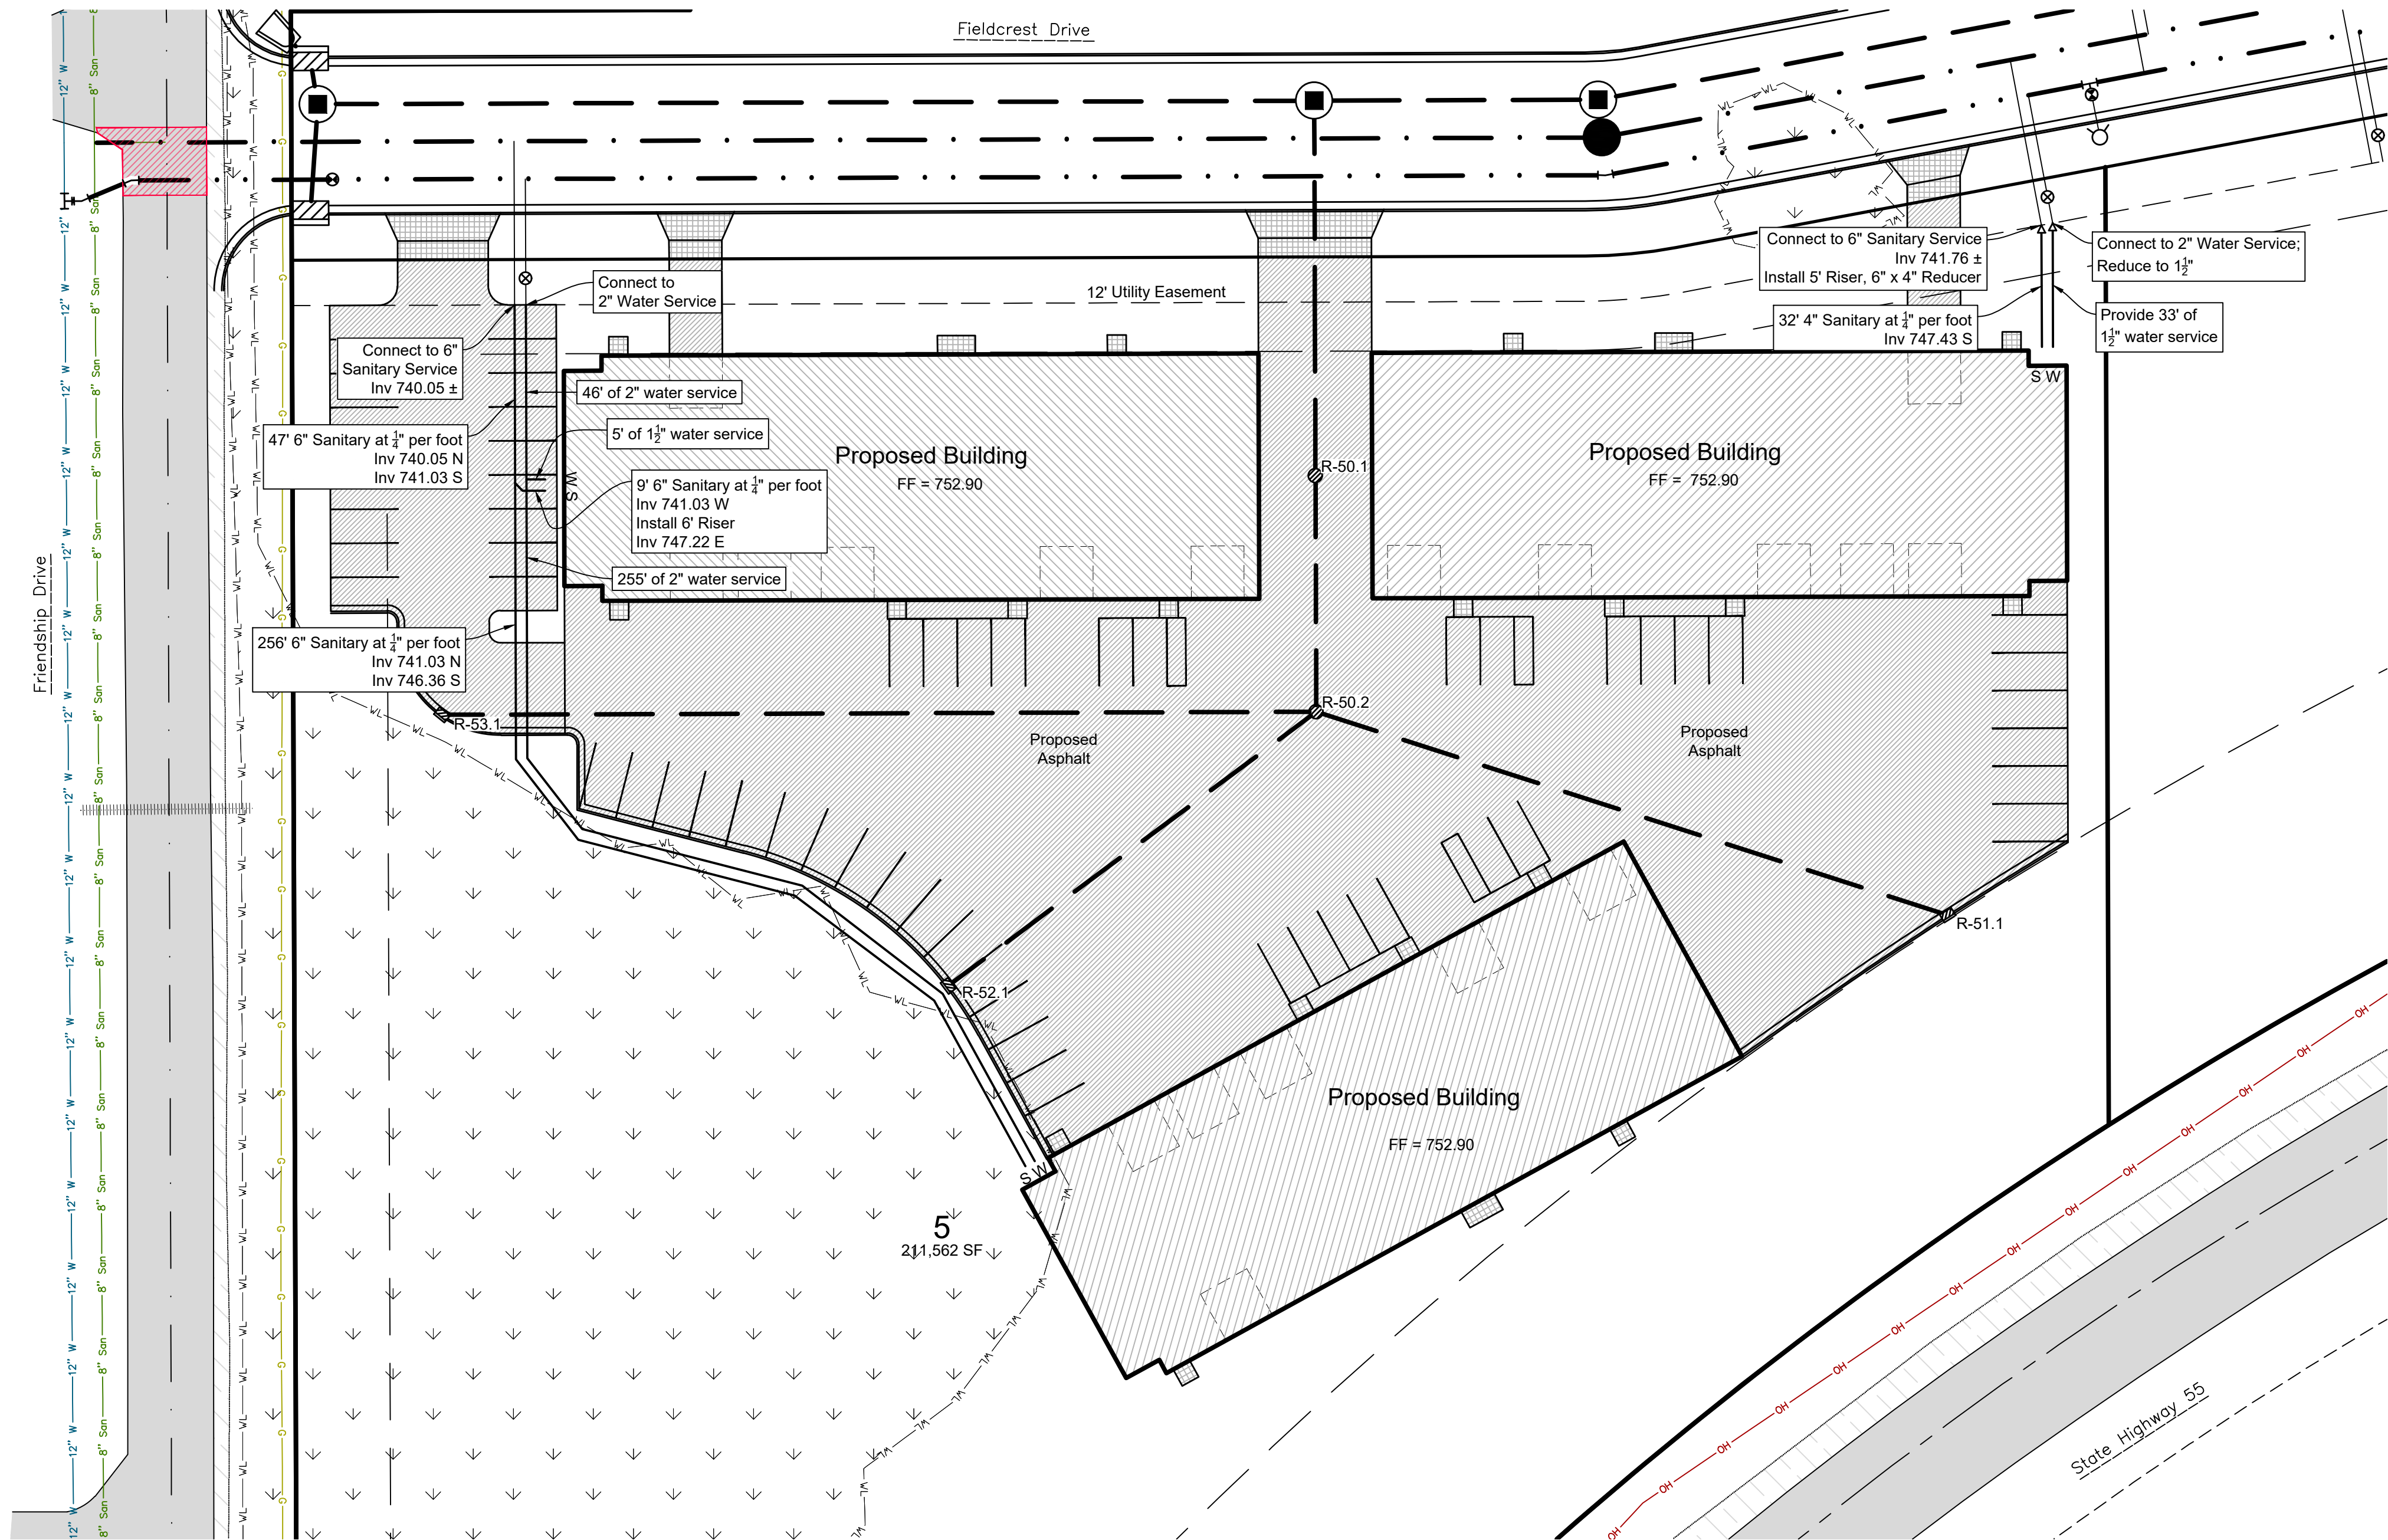 Fieldcrest Drive
Connect to 6" Sanitary Service
Inv 741.76 ±
Install 5' Riser, 6" x 4" Reducer
Connect to 2" Water Service;
Reduce to 1½"
Connect to
2" Water Service
12' Utility Easement
32' 4" Sanitary at ¼" per foot
Inv 747.43 S
Provide 33' of
1½" water service
Connect to 6"
Sanitary Service
Inv 740.05 ±
S W
46' of 2" water service
5' of 1½" water service
47' 6" Sanitary at ¼" per foot
Inv 740.05 N
Inv 741.03 S
W S
Proposed Building
FF = 752.90
R-50.1
Proposed Building
FF = 752.90
9' 6" Sanitary at ¼" per foot
Inv 741.03 W
Install 6' Riser
Inv 747.22 E
255' of 2" water service
Friendship Drive
256' 6" Sanitary at ¼" per foot
Inv 741.03 N
Inv 746.36 S
R-53.1
R-50.2
Proposed
Asphalt
Proposed
Asphalt
R-51.1
R-52.1
Proposed Building
FF = 752.90
S W
5
211,562 SF
State Highway 55
12" W
8" San
G
WL
OH